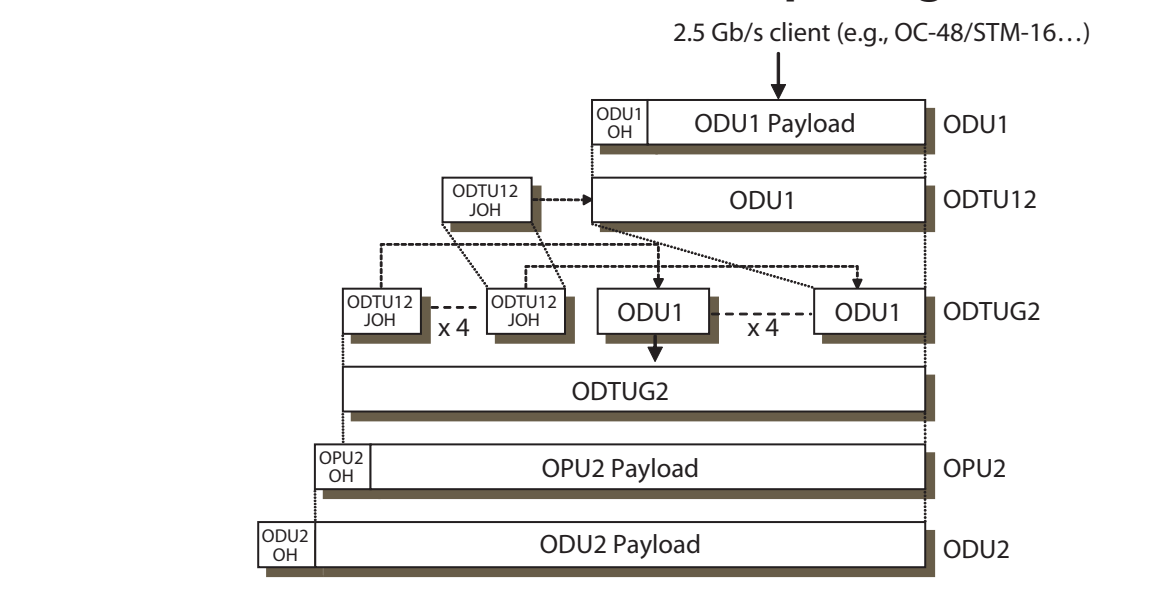 2.5 Gb/s client (e.g., OC-48/STM-16…)
ODU1
OH
ODU1 Payload
ODU1
ODTU12
JOH
ODU1
ODTU12
ODTU12
JOH
x 4
ODTU12
JOH
ODU1
x 4
ODU1
ODTUG2
ODTUG2
OPU2
OH
OPU2 Payload
OPU2
ODU2
OH
ODU2 Payload
ODU2